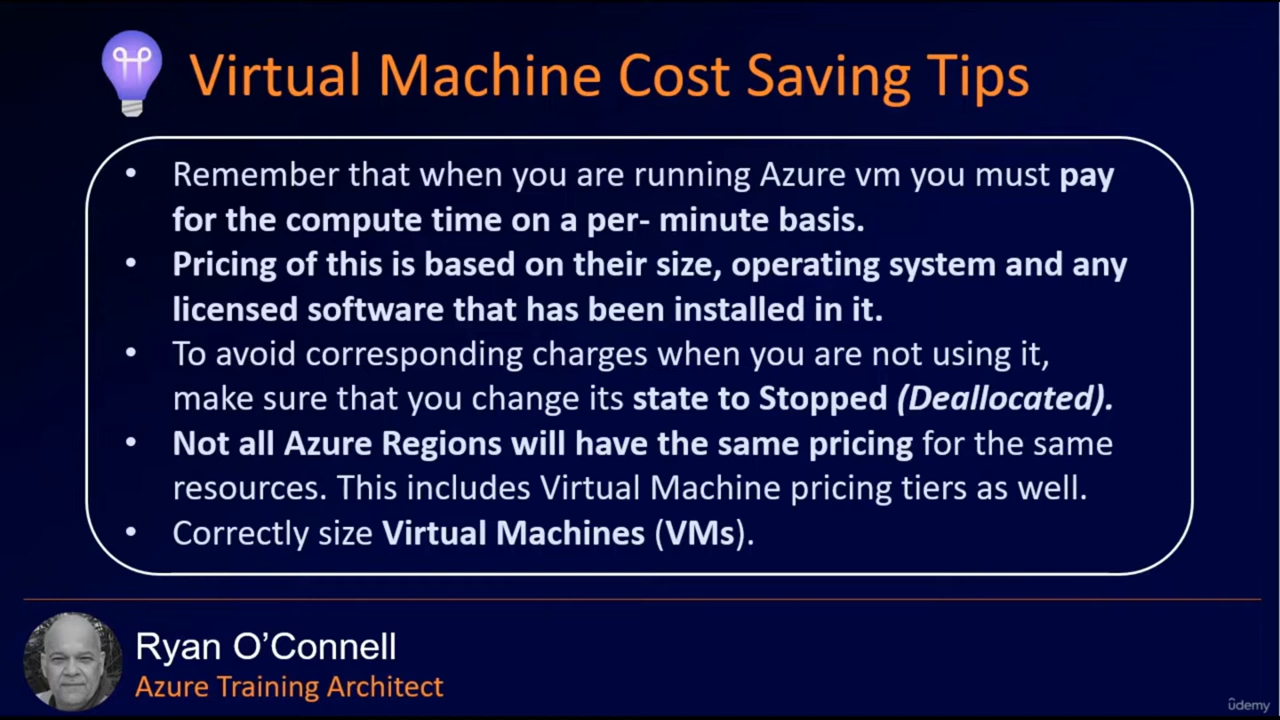 Virtual Machine Cost Saving Tips
• Remember that when you are running Azure vm you must pay
for the compute time on a per- minute basis.
• Pricing of this is based on their size, operating system and any
licensed software that has been installed in it.
• To avoid corresponding charges when you are not using it,
make sure that you change its state to Stopped (Deallocated).
• Not all Azure Regions will have the same pricing for the same
resources. This includes Virtual Machine pricing tiers as well.
• Correctly size Virtual Machines (VMs).
Ryan O’Connell
Azure Training Architect
ûdemy